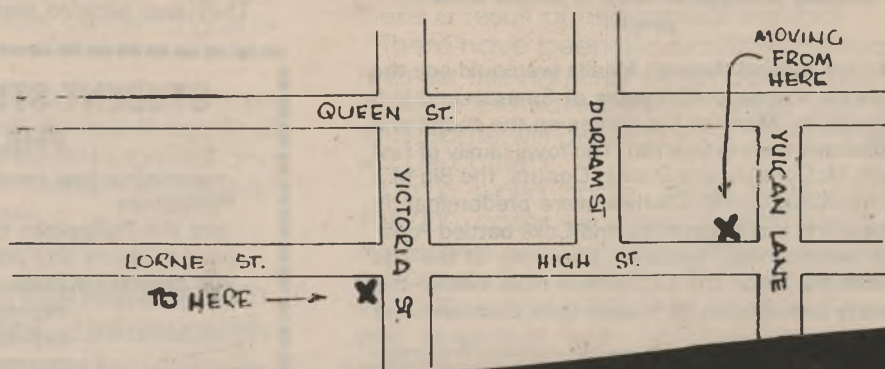 MOVING
FROM
HERE
QUEEN ST.
DURHAM ST.
VICTORIA ST.
VULCAN LANE
LORNE ST.
HIGH ST.
TO HERE